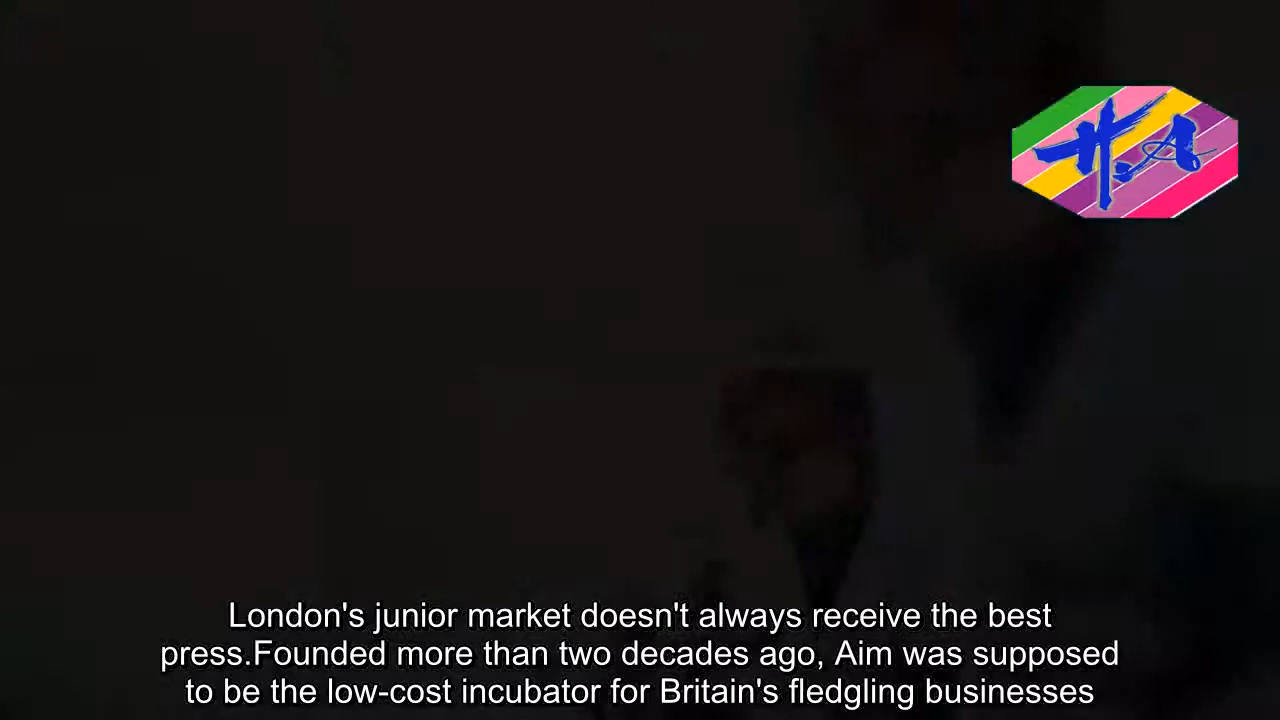 H.A
London's junior market doesn't always receive the best
press.Founded more than two decades ago, Aim was supposed
to be the low-cost incubator for Britain's fledgling businesses